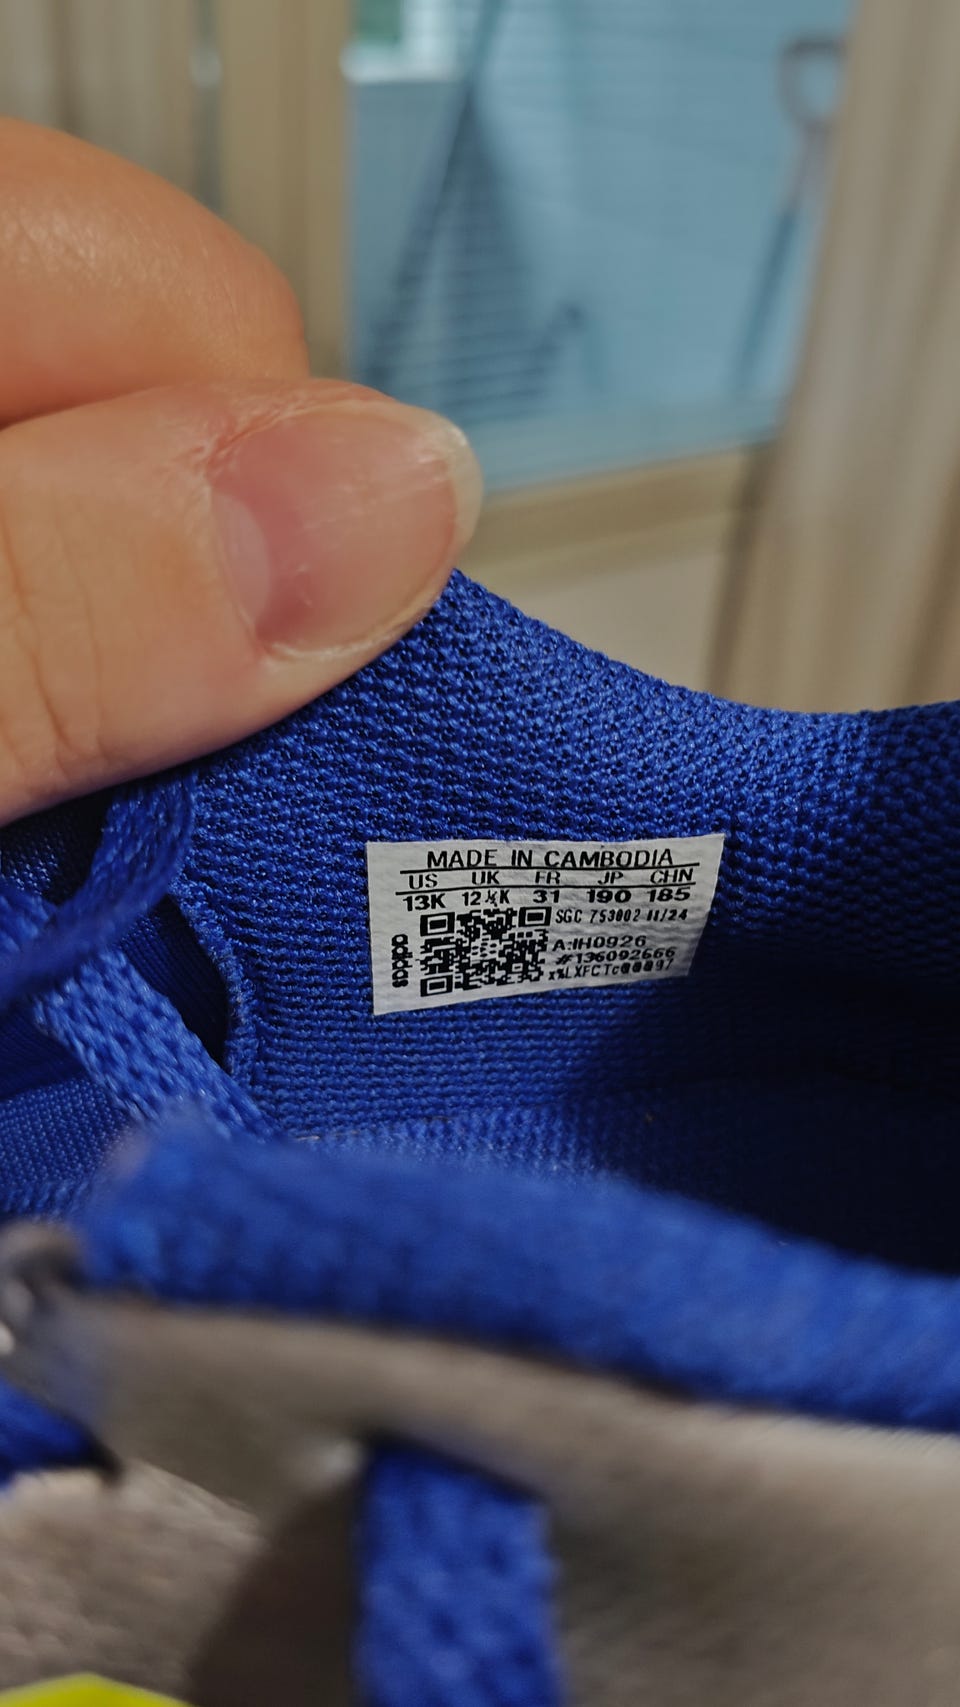 MADE IN CAMBODIA
US UK FR JP CHN
13K 12½K 31 190 185
SGC 753002 11/24
A:IH0926
#136092666
adidas